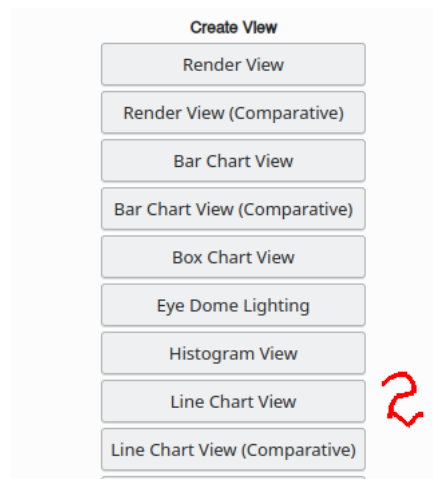 Create View
Render View
Render View (Comparative)
Bar Chart View
Bar Chart View (Comparative)
Box Chart View
Eye Dome Lighting
Histogram View
Line Chart View
2
Line Chart View (Comparative)